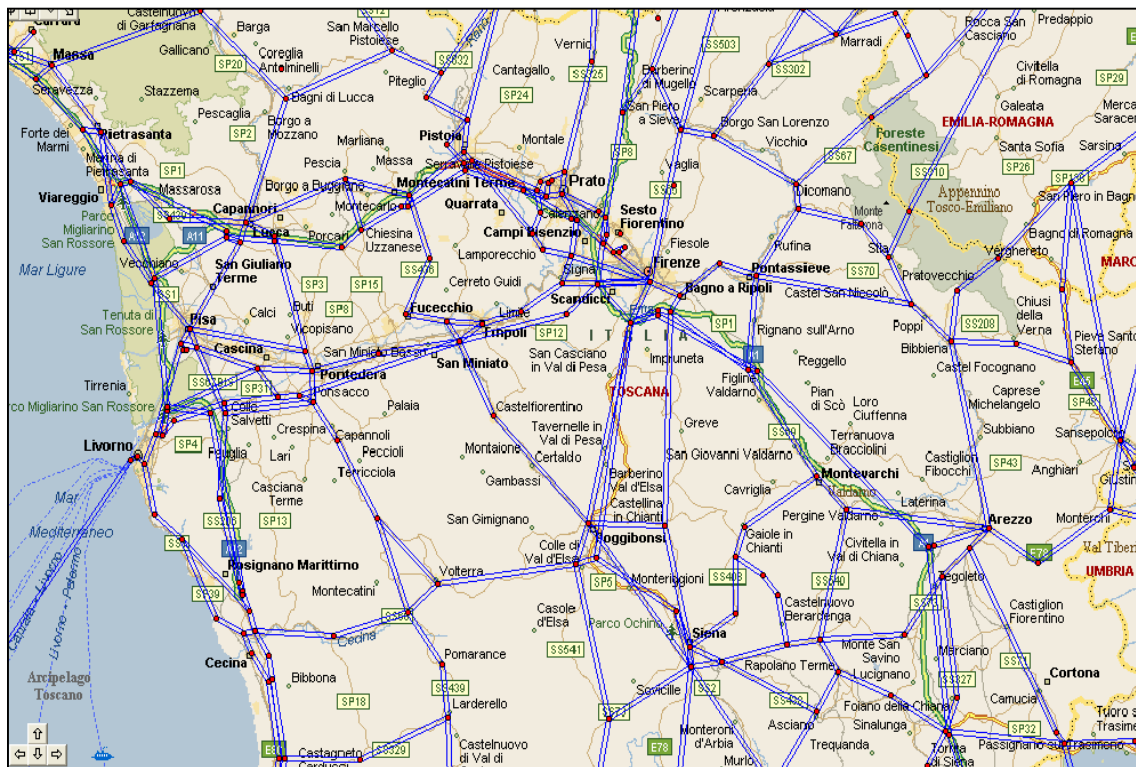 Castelnuovo di Garfagnana
Barga
San Marcello Pistoiese
Vernio
Marradi
Rocca San Casciano
Predappio
Carrara
Gallicano
Coreglia Antelminelli
SP20
SS632
Piteglio
Cantagallo
SS325
SS503
Barberino di Mugello
SS302
Scarperia
Civitella di Romagna
SP29
Massa
Seravezza
Stazzema
Bagni di Lucca
SP24
San Piero a Sieve
Borgo San Lorenzo
Galeata
EMILIA-ROMAGNA
Pescaglia
SP2
Borgo a Mozzano
Pistoia
Montale
SP8
Vicchio
Foreste Casentinesi
Santa Sofia
Sarsina
Forte dei Marmi
Pietrasanta
Marliana
Massa
Serravalle Pistoiese
Vaglia
SS67
SS310
SP26
Marina di Pietrasanta
SP1
Pescia
Montecatini Terme
Prato
Dicomano
Appennino Tosco-Emiliano
San Piero in Bagno
Viareggio
Massarosa
Borgo a Buggiano
Montecarlo
Quarrata
Calenzano
Sesto Fiorentino
Monte Falterona
Bagno di Romagna
Parco Migliarino San Rossore
SS439
Capannori
Campi Bisenzio
Fiesole
Rufina
Stia
Verghereto
A11
Lucca
Porcari
Chiesina Uzzanese
Lamporecchio
Firenze
Pontassieve
SS70
Pratovecchio
Mar Ligure
Vecchiano
San Giuliano Terme
SP3
SP15
Cerreto Guidi
Signa
Scandicci
Bagno a Ripoli
Castel San Niccolò
Chiusi della Verna
SS1
Buti
SP8
Fucecchio
Limite
SP12
ITALIA
SP1
Rignano sull'Arno
Poppi
SS208
Tenuta di San Rossore
Pisa
Calci
Vicopisano
Empoli
Impruneta
Bibbiena
Pieve Santo Stefano
Cascina
San Miniato Basso
San Miniato
San Casciano in Val di Pesa
A1
Reggello
Castel Focognano
E45
Tirrenia
SP31
Pontedera
TOSCANA
Figline Valdarno
Pian di Scò
Loro Ciuffenna
Caprese Michelangelo
Ponsacco
Palaia
Castelfiorentino
Greve
Subbiano
Sansepolcro
Livorno
SP4
Colle Salvetti
Crespina
Capannoli
Tavernelle in Val di Pesa
SS69
Terranuova Bracciolini
Fauglia
Lari
Peccioli
Montaione
Certaldo
San Giovanni Valdarno
Castiglion Fibocchi
SP43
Anghiari
Terricciola
Gambassi
Barberino Val d'Elsa
Montevarchi
Mar Mediterraneo
Casciana Terme
Castellina in Chianti
Cavriglia
Valdarno
Laterina
Monterchi
SS206
SP13
San Gimignano
Poggibonsi
Pergine Valdarno
Arezzo
A12
Colle di Val d'Elsa
Gaiole in Chianti
Civitella in Val di Chiana
E78
UMBRIA
Rosignano Marittimo
Volterra
SP5
Monteriggioni
SS408
SS540
Pegoleto
SP39
Montecatini
Casole d'Elsa
Parco Ochino
Castelnuovo Berardenga
Castiglion Fiorentino
Livorno - Palermo
Cecina
Siena
Monte San Savino
Marciano
SS71
Cecina
Pomarance
SS541
Rapolano Terme
Lucignano
SS327
Cortona
Arcipelago Toscano
Bibbona
SS439
Sovicille
SS2
SS438
Foiano della Chiana
Camucia
SP18
Larderello
SS73
Asciano
Sinalunga
SP32
Castagneto Carducci
SS329
Castelnuovo di Val di
E78
Monteroni d'Arbia
Murlo
Trequanda
Torrita di Siena
Passignano sul Trasimeno